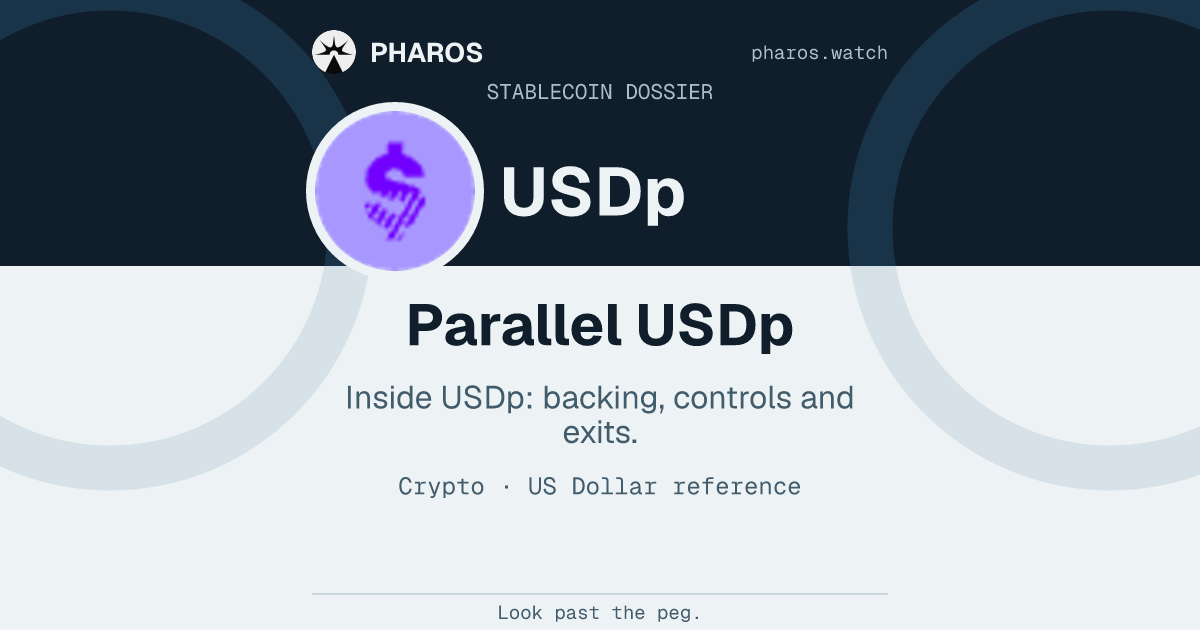 PHAROS
pharos.watch
STABLECOIN DOSSIER
USDp
Parallel USDp
Inside USDp: backing, controls and
exits.
Crypto · US Dollar reference
Look past the peg.